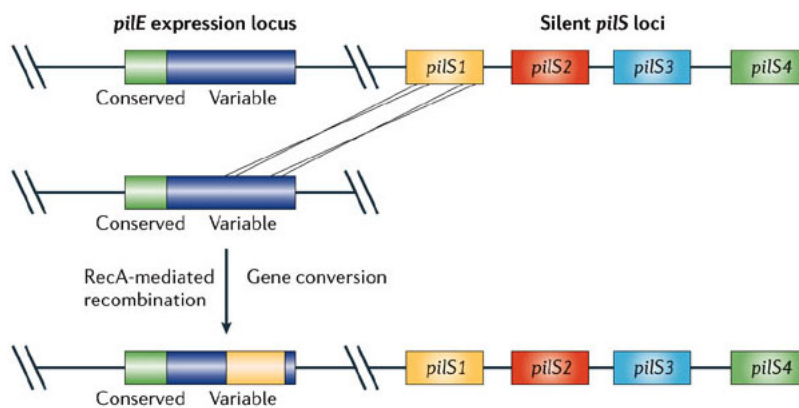 pilE expression locus
Silent pilS loci
pilS1
pilS2
pilS3
pilS4
Conserved
Variable
Conserved
Variable
RecA-mediated
recombination
Gene conversion
pilS1
pilS2
pilS3
pilS4
Conserved
Variable